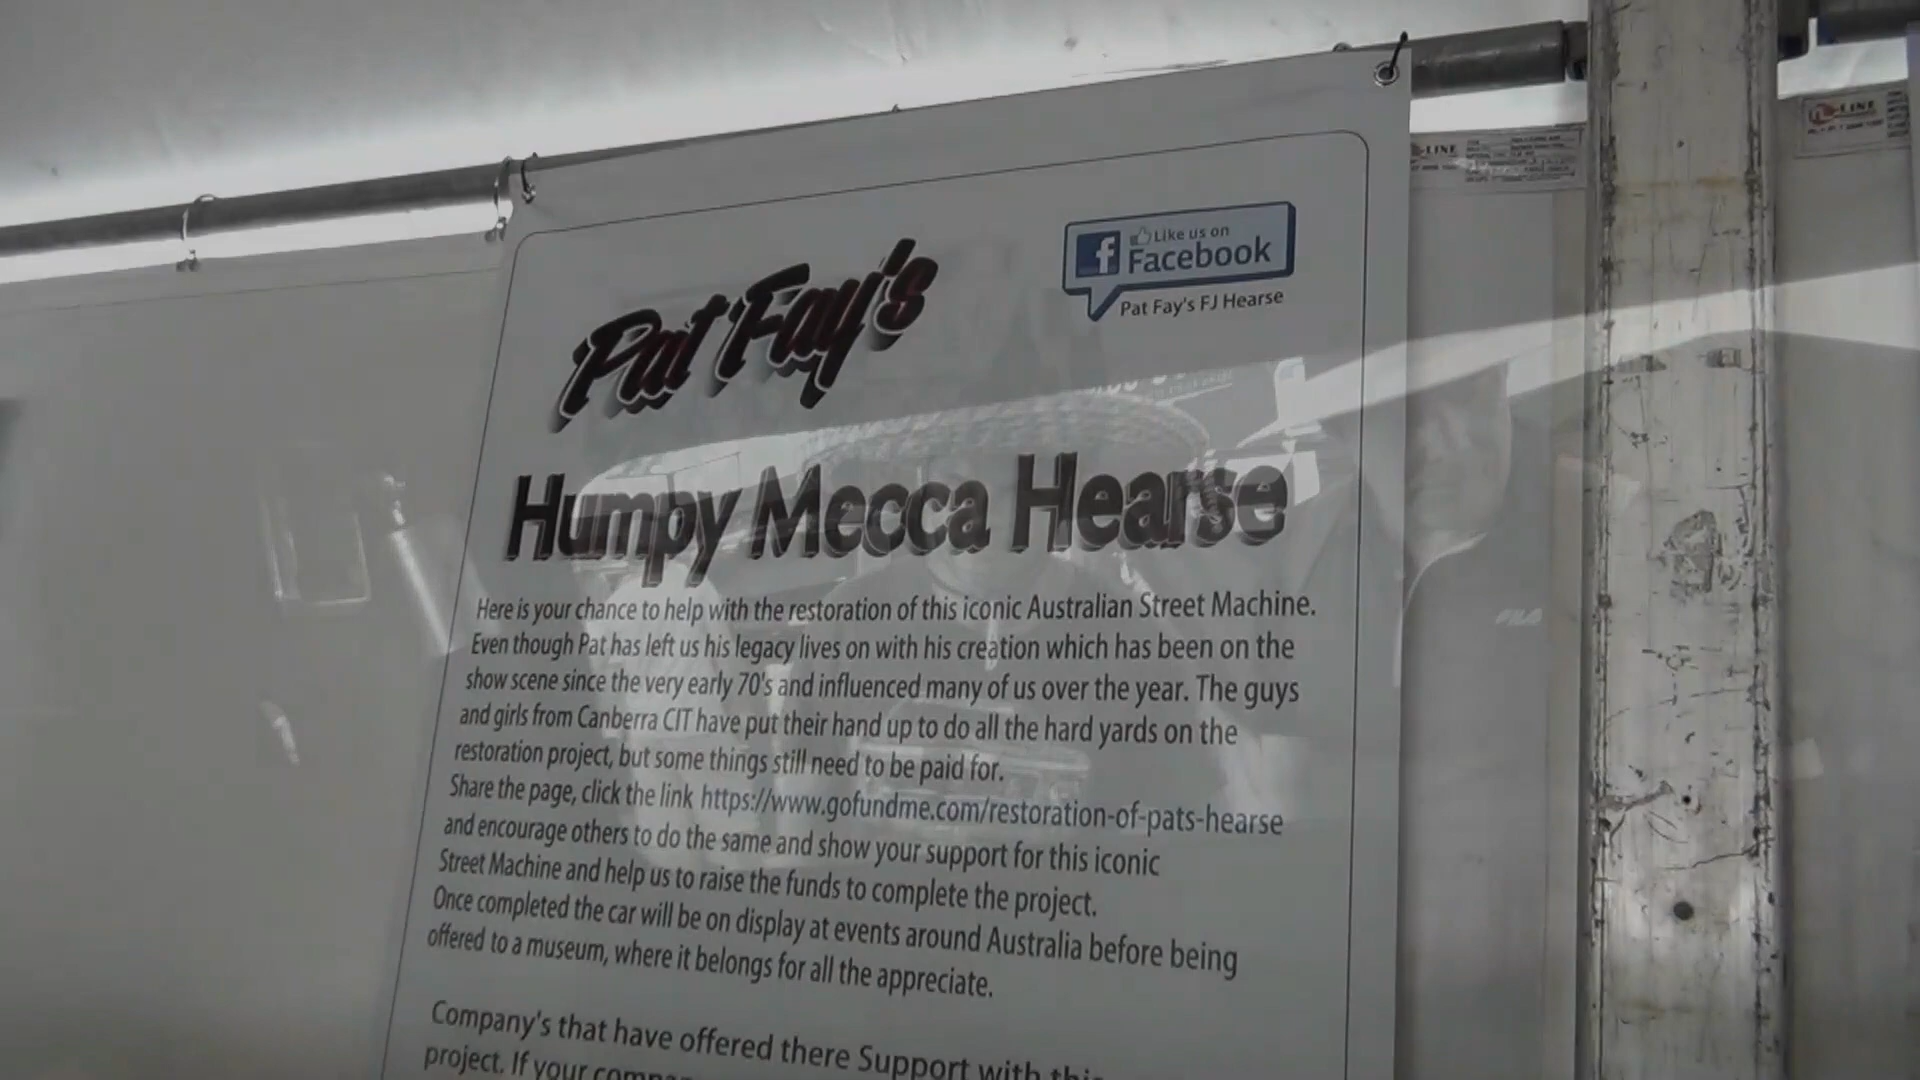 Pat Fay's
Like us on
Facebook
Pat Fay's FJ Hearse
Humpy Mecca Hearse
Here is your chance to help with the restoration of this iconic Australian Street Machine.
Even though Pat has left us his legacy lives on with his creation which has been on the
show scene since the very early 70's and influenced many of us over the year. The guys
and girls from Canberra CIT have put their hand up to do all the hard yards on the
restoration project, but some things still need to be paid for.
Share the page, click the link https://www.gofundme.com/restoration-of-pats-hearse
and encourage others to do the same and show your support for this iconic
Street Machine and help us to raise the funds to complete the project.
Once completed the car will be on display at events around Australia before being
offered to a museum, where it belongs for all the appreciate.
Company's that have offered there Support with this
project. If your
LINE
LINE
FILA